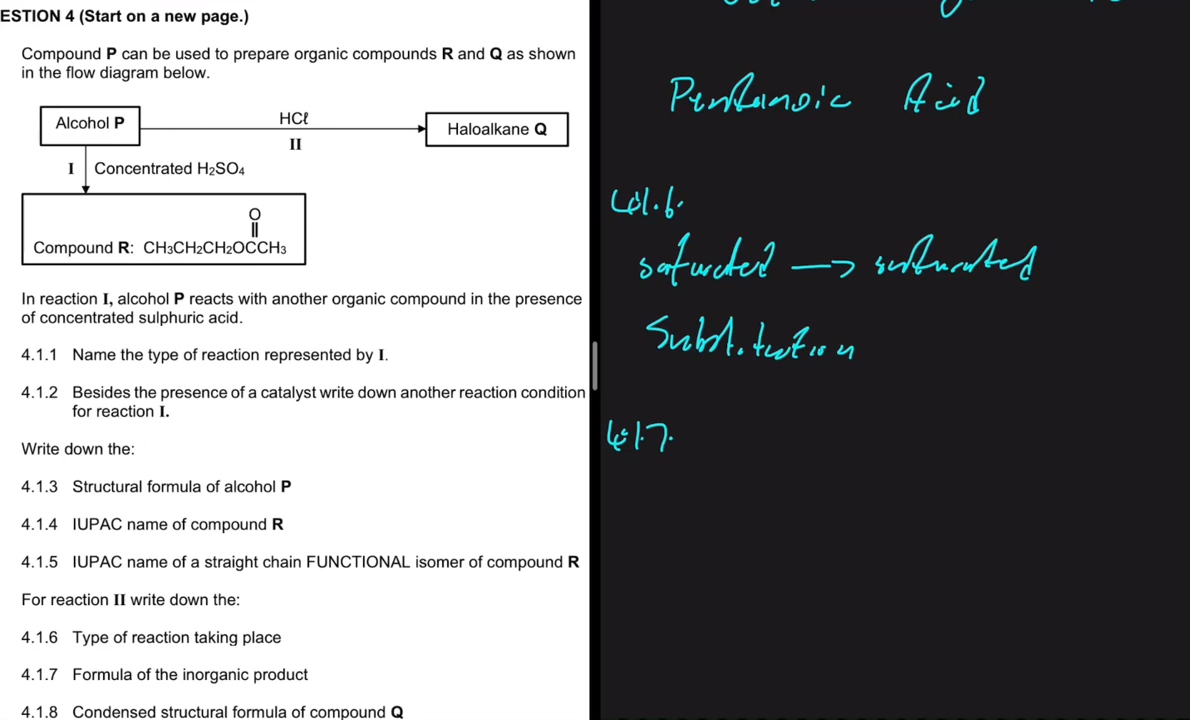 ESTION 4 (Start on a new page.)
Compound P can be used to prepare organic compounds R and Q as shown
in the flow diagram below.
Alcohol P
HCℓ
II
Haloalkane Q
I
Concentrated H₂SO₄
O
Compound R: CH₃CH₂CH₂OCCH₃
In reaction I, alcohol P reacts with another organic compound in the presence
of concentrated sulphuric acid.
4.1.1 Name the type of reaction represented by I.
4.1.2 Besides the presence of a catalyst write down another reaction condition
for reaction I.
Write down the:
4.1.3 Structural formula of alcohol P
4.1.4 IUPAC name of compound R
4.1.5 IUPAC name of a straight chain FUNCTIONAL isomer of compound R
For reaction II write down the:
4.1.6 Type of reaction taking place
4.1.7 Formula of the inorganic product
4.1.8 Condensed structural formula of compound Q
Pentanoic Acid
4.1.6.
saturated → saturated
Substitution
4.1.7.